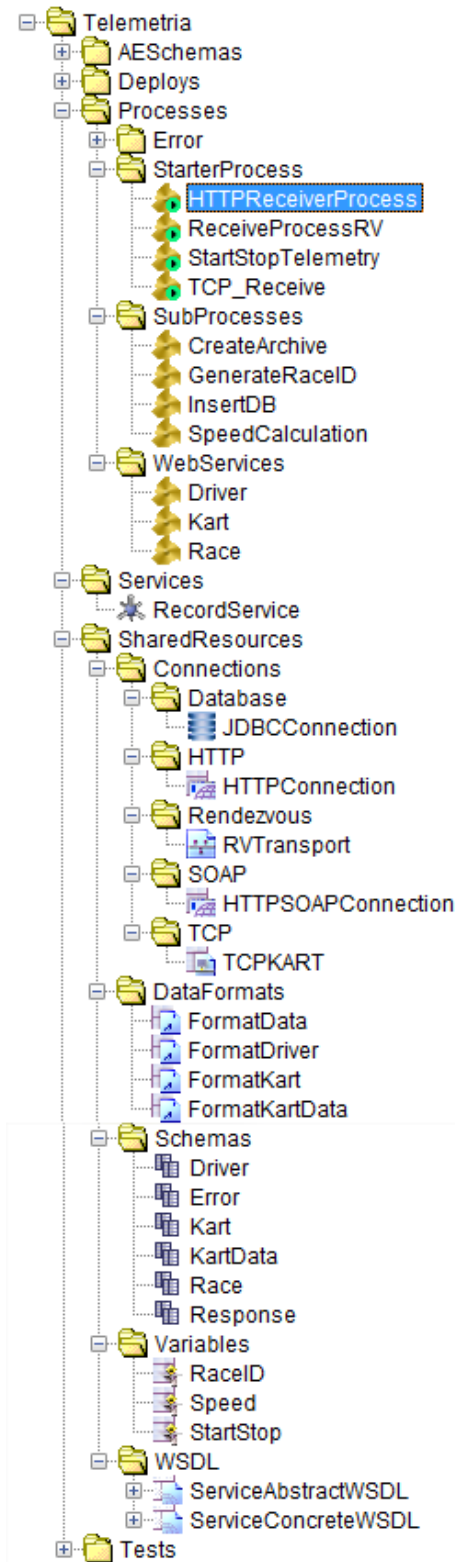 Telemetria
AESchemas
Deploys
Processes
Error
StarterProcess
HTTPReceiverProcess
ReceiveProcessRV
StartStopTelemetry
TCP_Receive
SubProcesses
CreateArchive
GenerateRaceID
InsertDB
SpeedCalculation
WebServices
Driver
Kart
Race
Services
RecordService
SharedResources
Connections
Database
JDBCConnection
HTTP
HTTPConnection
Rendezvous
RVTransport
SOAP
HTTPSOAPConnection
TCP
TCPKART
DataFormats
FormatData
FormatDriver
FormatKart
FormatKartData
Schemas
Driver
Error
Kart
KartData
Race
Response
Variables
RaceID
Speed
StartStop
WSDL
ServiceAbstractWSDL
ServiceConcreteWSDL
Tests